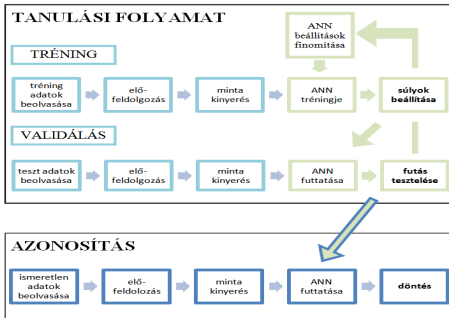 TANULÁSI FOLYAMAT
ANN
beállítások
finomitása
TRÉNING
tréning
adatok
beolvasása
elő-
feldolgozás
minta
kinyerés
ANN
tréningje
súlyok
beállítása
VALIDÁLÁS
teszt adatok
beolvasása
elő-
feldolgozás
minta
kinyerés
ANN
futtatása
futás
tesztelése
AZONOSÍTÁS
ismeretlen
adatok
beolvasása
elő-
feldolozás
minta
kinyerés
ANN
futtatása
döntés